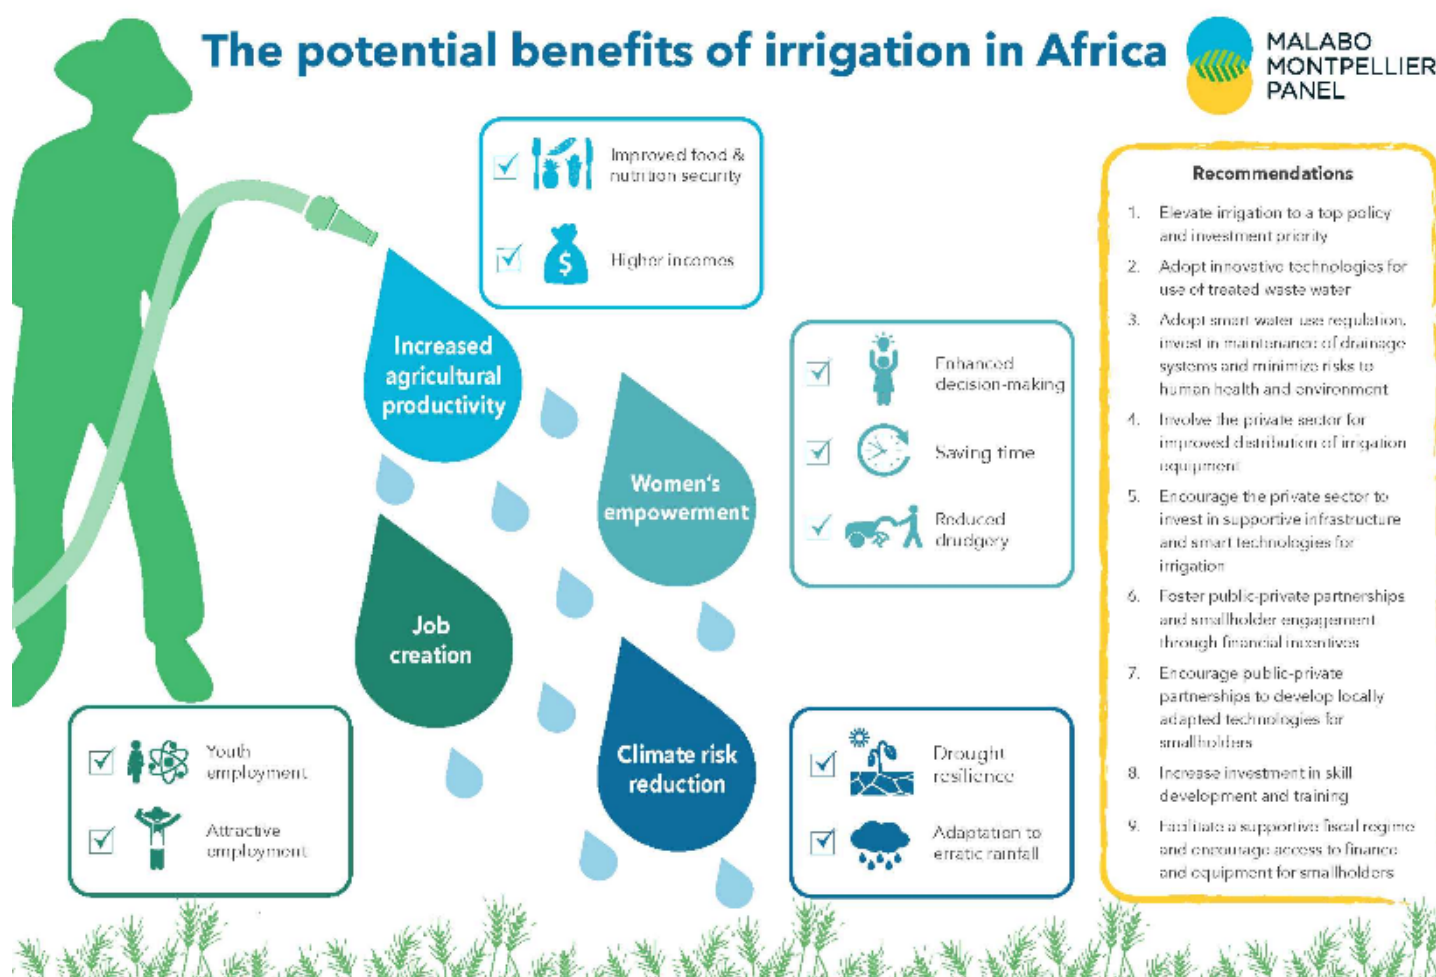 The potential benefits of irrigation in Africa
MALABO
MONTPELLIER
PANEL
Improved food &
nutrition security
Higher incomes
$
Increased
agricultural
productivity
Women's
empowerment
Enhanced
decision-making
Saving time
Reduced
drudgery
Job
creation
Youth
employment
Attractive
employment
Climate risk
reduction
Drought
resilience
Adaptation to
erratic rainfall
Recommendations
1. Elevate irrigation to a top policy
and investment priority
2. Adopt innovative technologies for
use of treated waste water
3. Adopt smart water use regulation,
invest in maintenance of drainage
systems and minimize risks to
human health and environment
4. Involve the private sector for
improved distribution of irrigation
equipment
5. Encourage the private sector to
invest in supportive infrastructure
and smart technologies for
irrigation
6. Foster public-private partnerships
and smallholder engagement
through financial incentives
7. Encourage public-private
partnerships to develop locally
adapted technologies for
smallholders
8. Increase investment in skill
development and training
9. Facilitate a supportive fiscal regime
and encourage access to finance
and equipment for smallholders